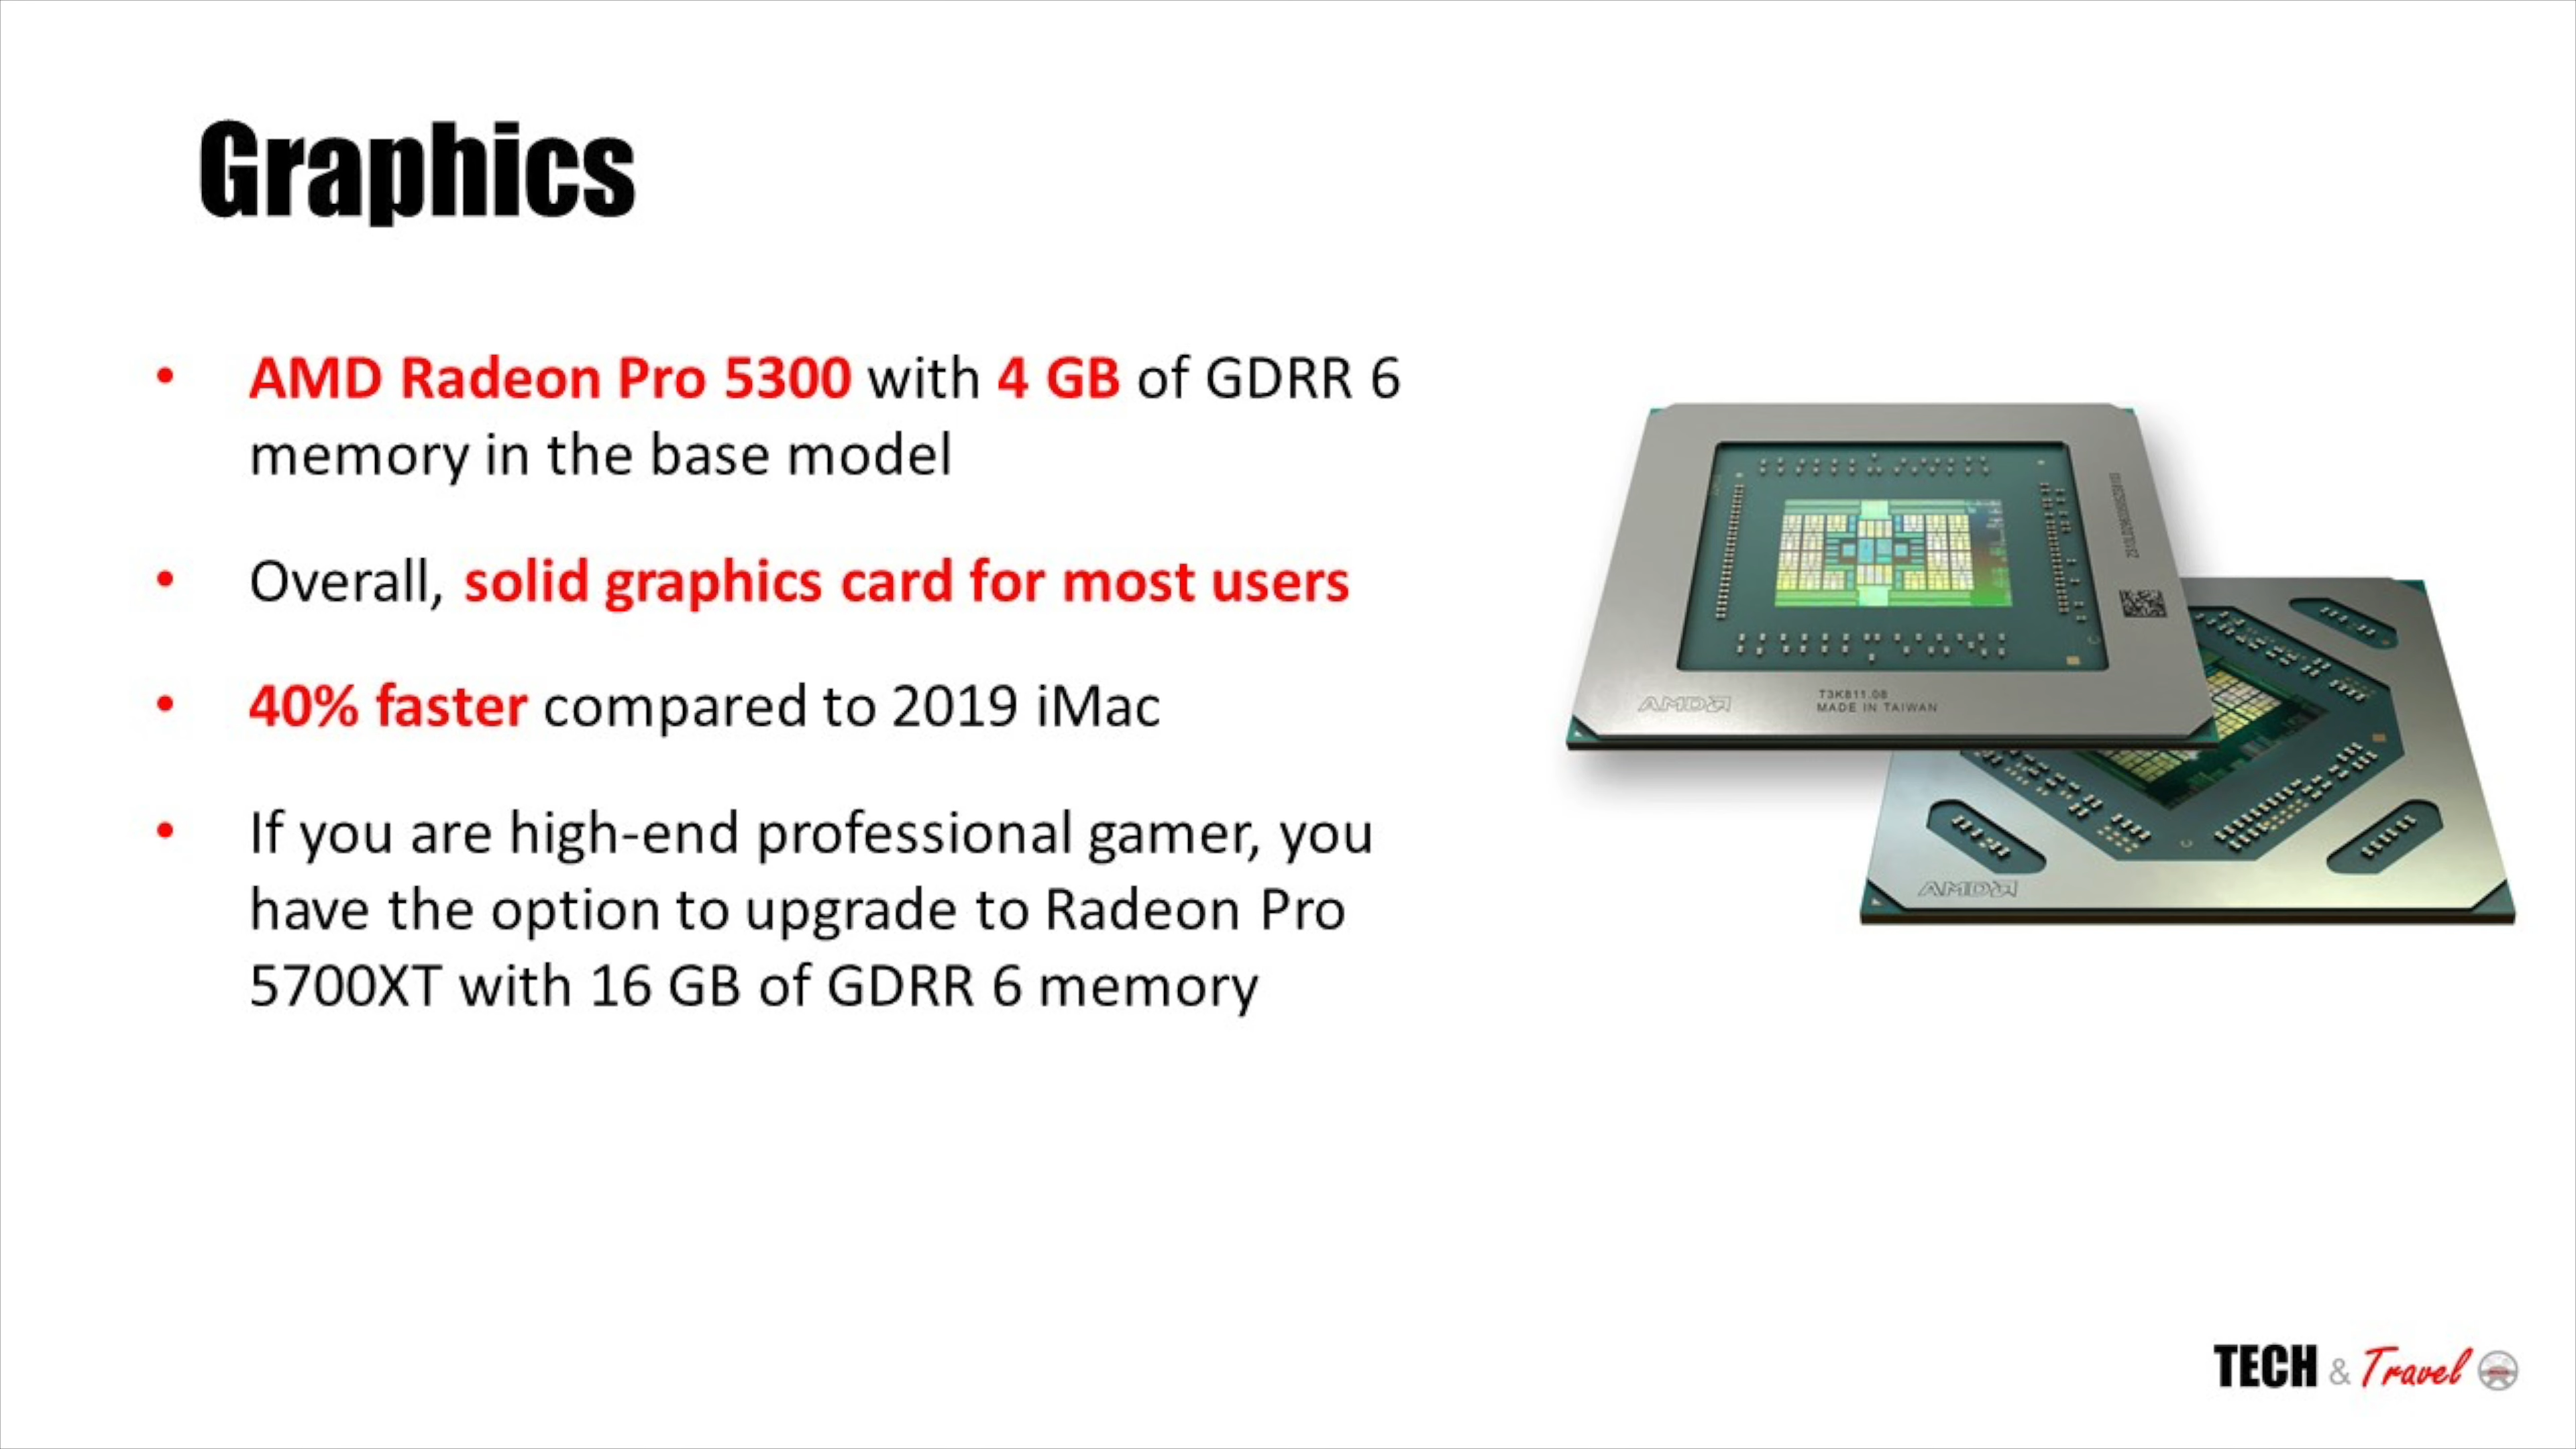 Graphics
• AMD Radeon Pro 5300 with 4 GB of GDRR 6
memory in the base model
• Overall, solid graphics card for most users
• 40% faster compared to 2019 iMac
• If you are high-end professional gamer, you
have the option to upgrade to Radeon Pro
5700XT with 16 GB of GDRR 6 memory
AMD
T3K811.08
MADE IN TAIWAN
AMD
TECH & Travel